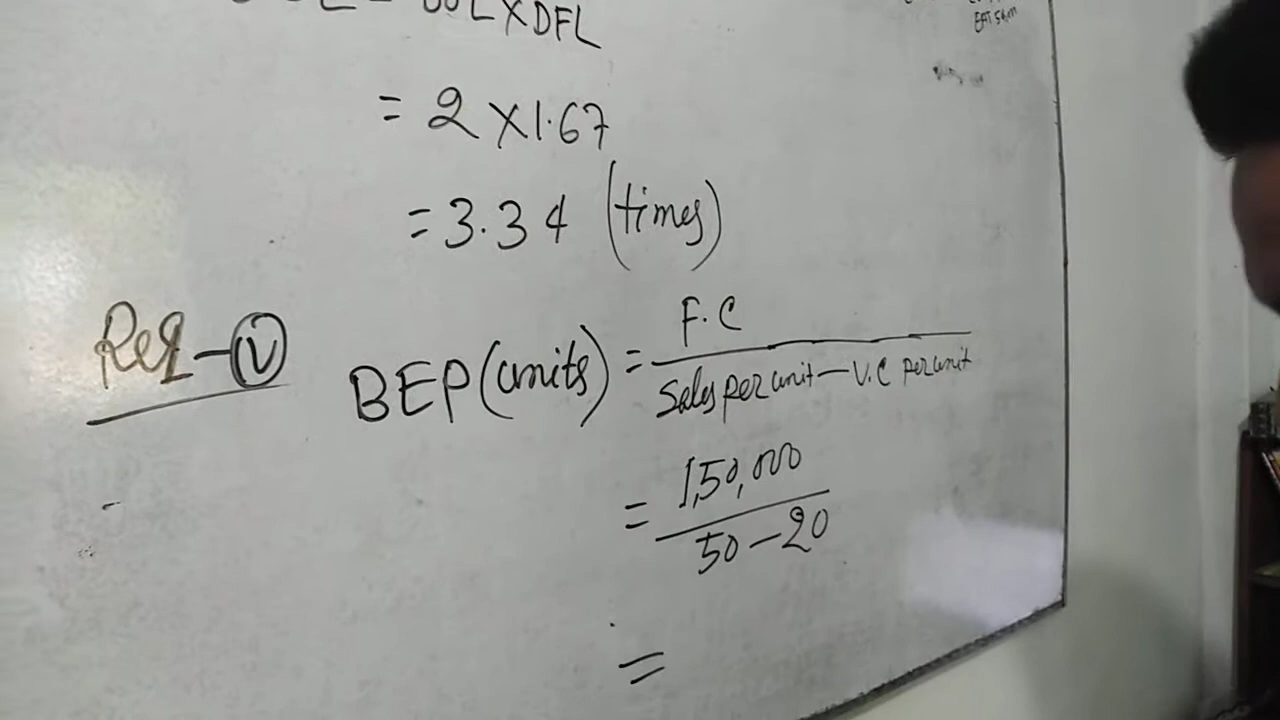 × DFL
= 2 × 1.67
= 3.34 (times)
Req - (V) BEP (units) = F.C / Sales per unit - V.C per unit
= 1,50,000 / 50 - 20
=